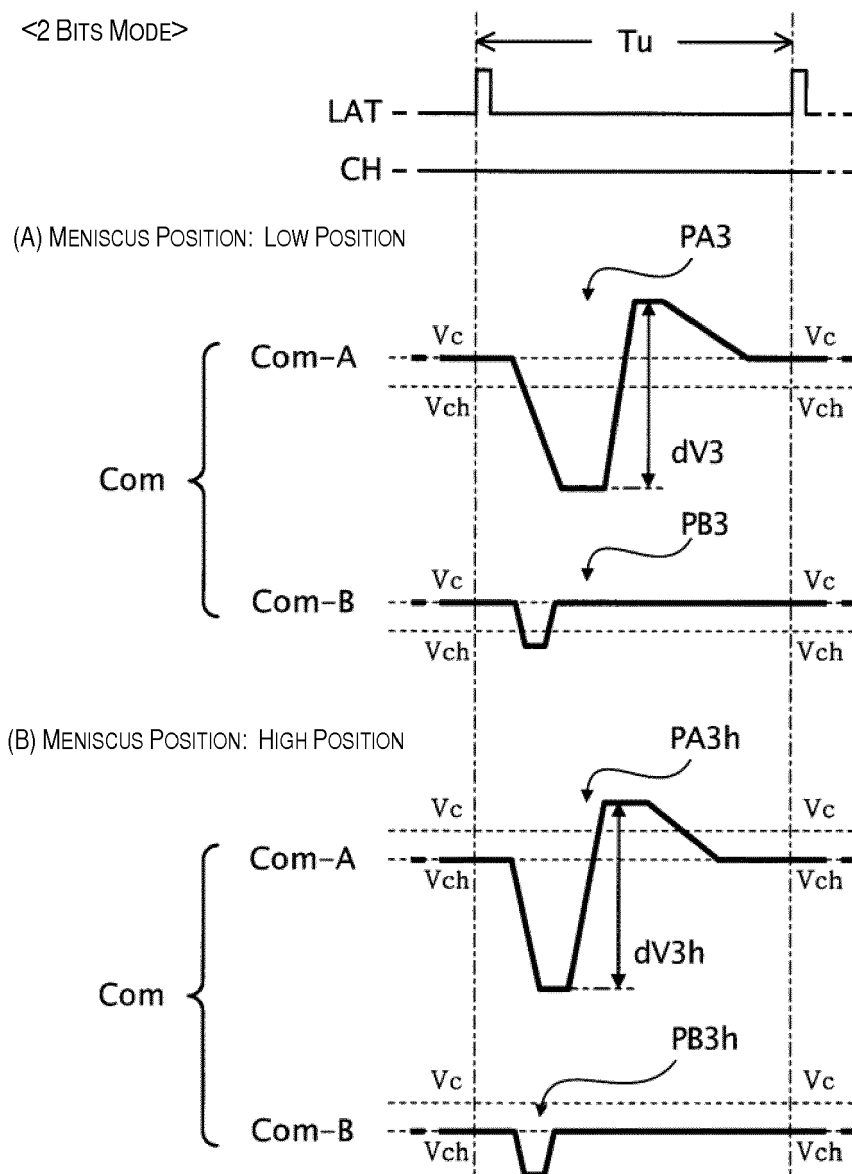 <2 BITS MODE>
Tu
LAT
CH
(A) MENISCUS POSITION: LOW POSITION
PA3
Vc Vc
Com-A
Vch Vch
dV3
Com
PB3
Vc Vc
Com-B
Vch Vch
(B) MENISCUS POSITION: HIGH POSITION
PA3h
Vc Vc
Com-A
Vch Vch
dV3h
Com
PB3h
Vc Vc
Com-B
Vch Vch